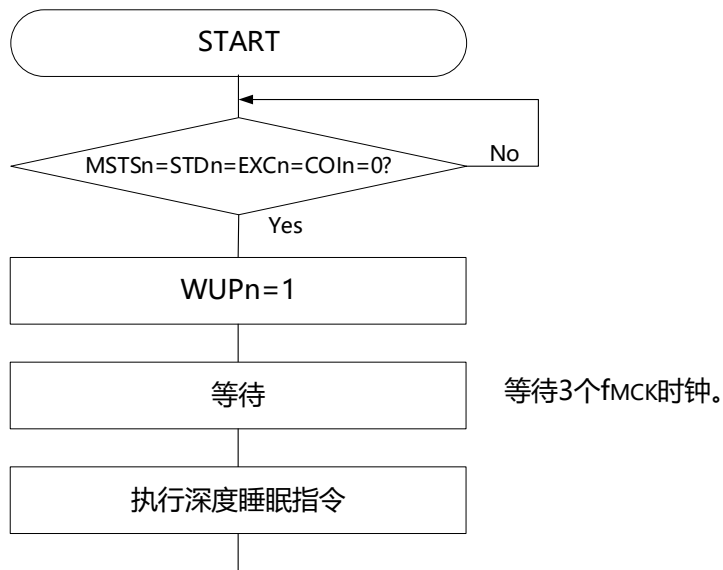 START
MSTSn=STDn=EXCn=COIn=0?
No
Yes
WUPn=1
等待
等待3个fMCK时钟。
执行深度睡眠指令